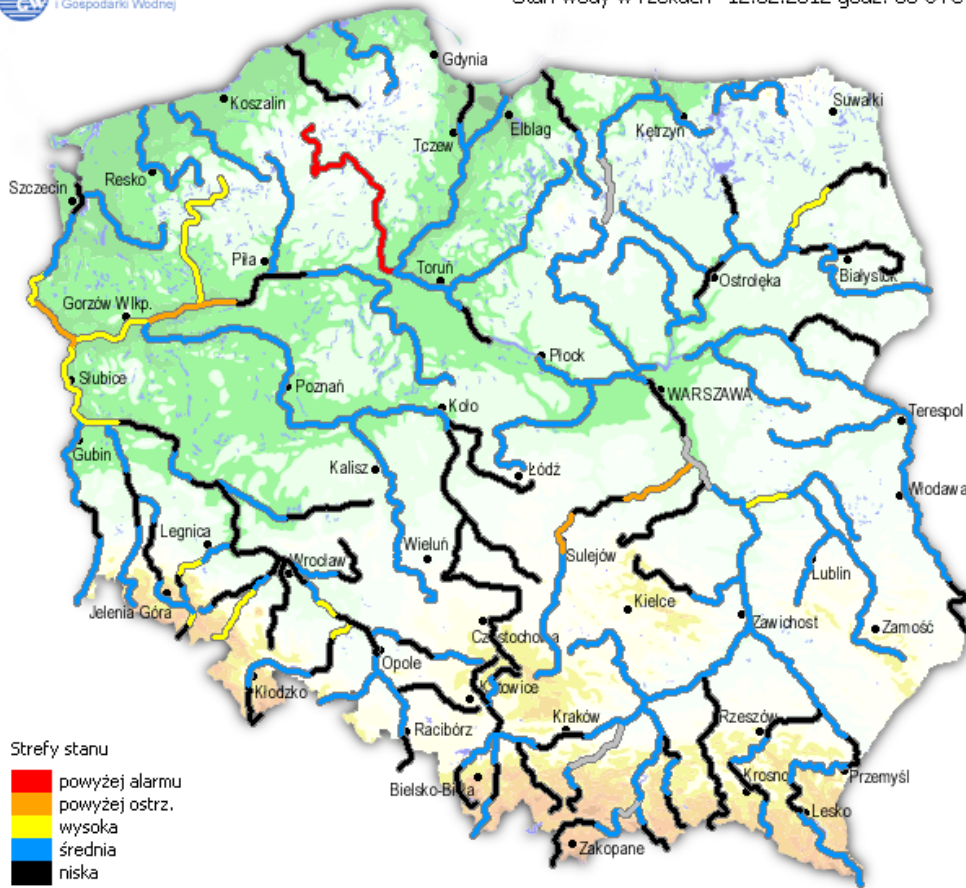 i Gospodarki Wodnej
Gdynia
Koszalin
Suwałki
Elbląg
Kętrzyn
Tczew
Resko
Szczecin
Piła
Toruń
Białystok
Ostrołęka
Gorzów Wlkp.
Płock
Słubice
Poznań
WARSZAWA
Koło
Terespol
Gubin
Kalisz
Łódź
Włodawa
Legnica
Wrocław
Wieluń
Sulejów
Lublin
Jelenia Góra
Kielce
Zawichost
Zamość
Częstochowa
Opole
Kłodzko
Katowice
Racibórz
Kraków
Rzeszów
Strefy stanu
powyżej alarmu
Bielsko-Biała
Krosno
Przemyśl
powyżej ostrz.
Lesko
wysoka
średnia
Zakopane
niska